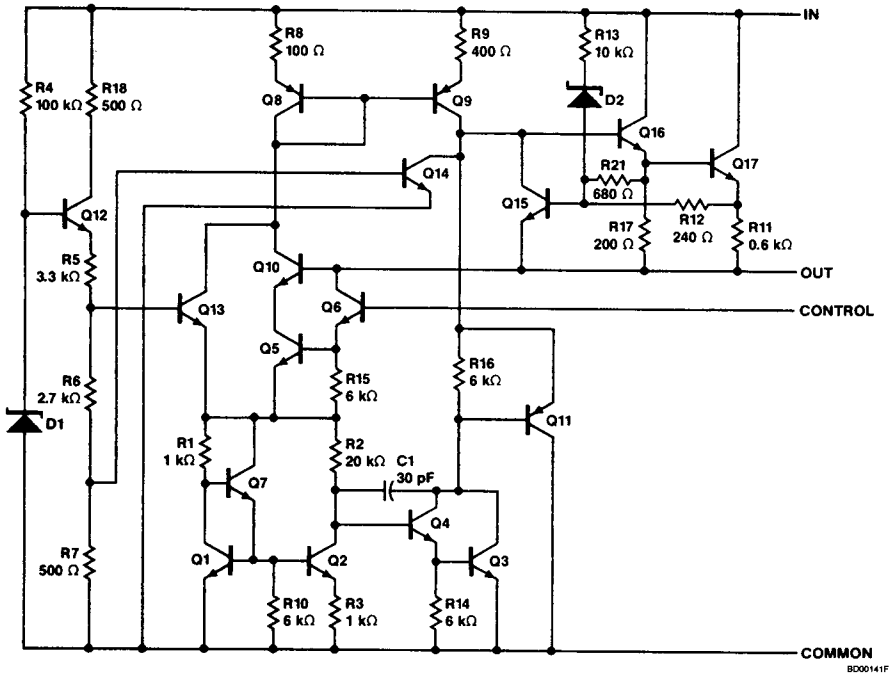 IN
R8
100 Ω
R9
400 Ω
R13
10 kΩ
R4
100 kΩ
R18
500 Ω
Q8
Q9
D2
Q16
Q14
Q17
R21
680 Ω
Q15
Q12
R12
240 Ω
R17
200 Ω
R11
0.6 kΩ
R5
3.3 kΩ
Q10
OUT
Q13
Q6
CONTROL
Q5
R16
6 kΩ
R15
6 kΩ
R6
2.7 kΩ
D1
Q11
R1
1 kΩ
R2
20 kΩ
C1
30 pF
Q7
Q4
R7
500 Ω
Q1
Q2
Q3
R10
6 kΩ
R3
1 kΩ
R14
6 kΩ
COMMON
BD00141F